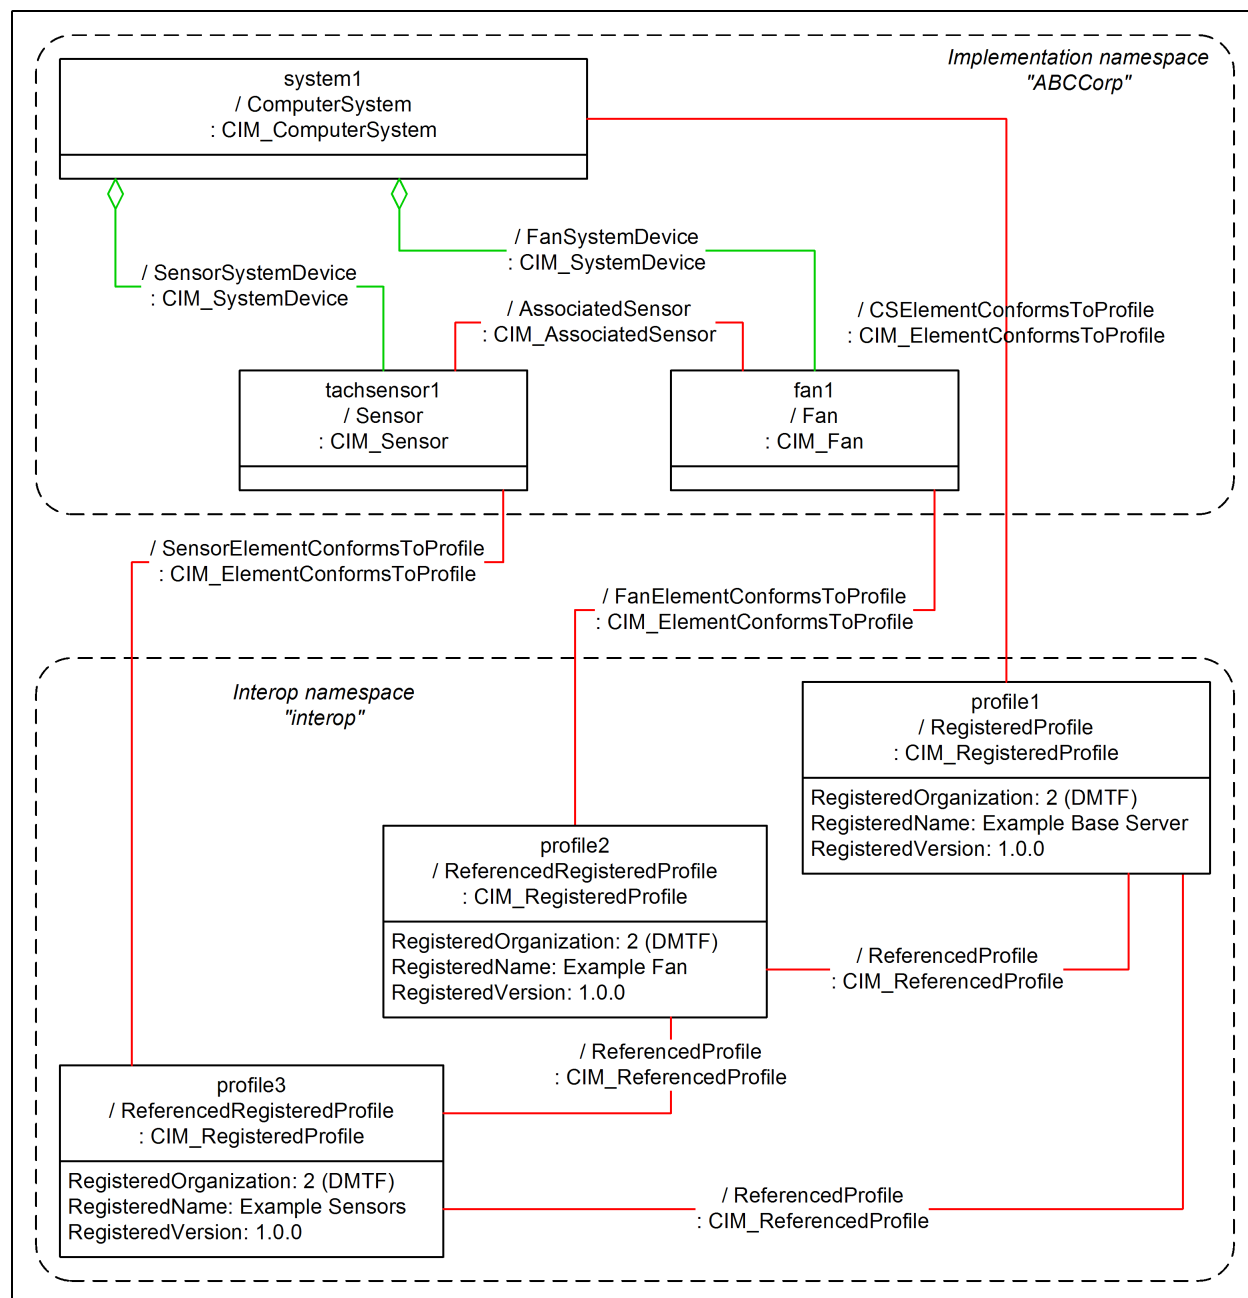 Implementation namespace
"ABCCorp"
system1
/ ComputerSystem
: CIM_ComputerSystem
/ FanSystemDevice
: CIM_SystemDevice
/ SensorSystemDevice
: CIM_SystemDevice
/ AssociatedSensor
: CIM_AssociatedSensor
/ CSElementConformsToProfile
: CIM_ElementConformsToProfile
tachsensor1
/ Sensor
: CIM_Sensor
fan1
/ Fan
: CIM_Fan
/ SensorElementConformsToProfile
: CIM_ElementConformsToProfile
/ FanElementConformsToProfile
: CIM_ElementConformsToProfile
Interop namespace
"interop"
profile1
/ RegisteredProfile
: CIM_RegisteredProfile
RegisteredOrganization: 2 (DMTF)
RegisteredName: Example Base Server
RegisteredVersion: 1.0.0
profile2
/ ReferencedRegisteredProfile
: CIM_RegisteredProfile
RegisteredOrganization: 2 (DMTF)
RegisteredName: Example Fan
RegisteredVersion: 1.0.0
/ ReferencedProfile
: CIM_ReferencedProfile
/ ReferencedProfile
: CIM_ReferencedProfile
profile3
/ ReferencedRegisteredProfile
: CIM_RegisteredProfile
RegisteredOrganization: 2 (DMTF)
RegisteredName: Example Sensors
RegisteredVersion: 1.0.0
/ ReferencedProfile
: CIM_ReferencedProfile